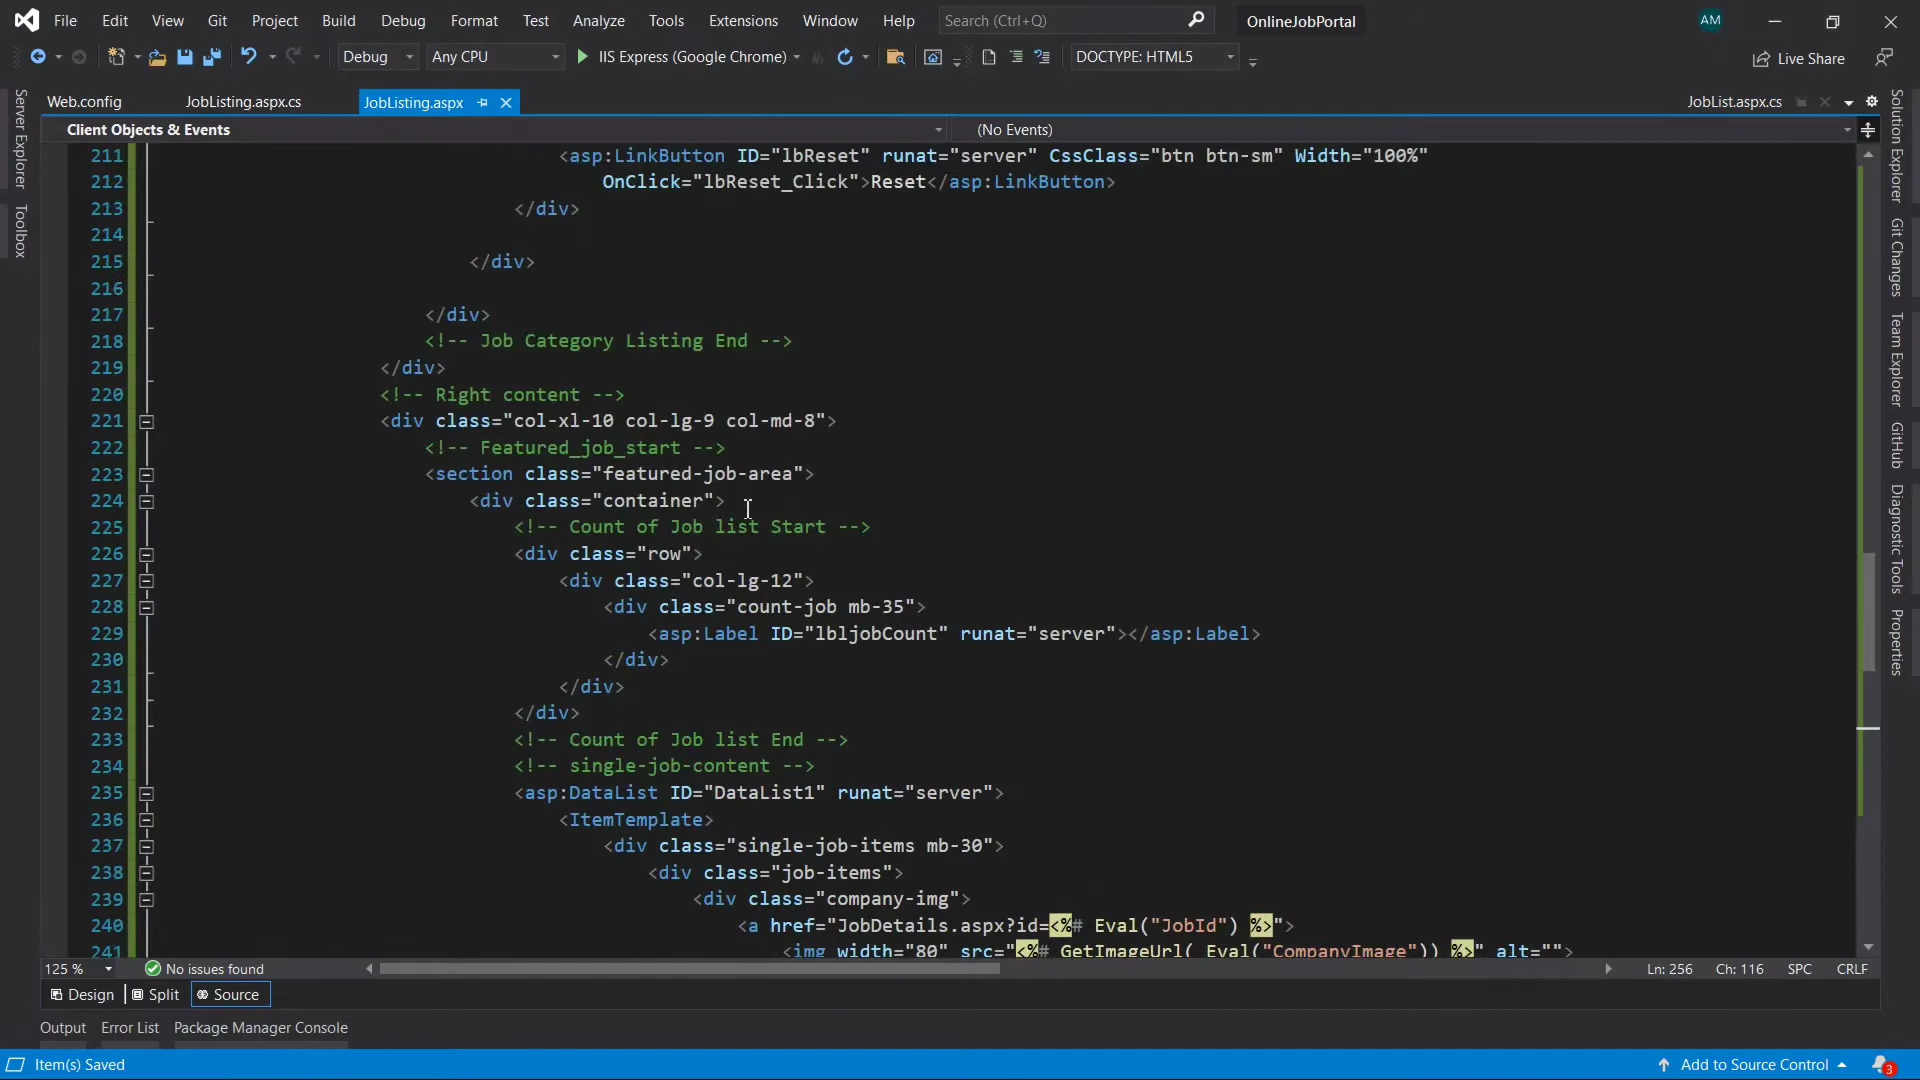 File Edit View Git Project Build Debug Format Test Analyze Tools Extensions Window Help Search (Ctrl+Q) OnlineJobPortal AM
Debug Any CPU IIS Express (Google Chrome) DOCTYPE: HTML5 Live Share
Web.config JobListing.aspx.cs JobListing.aspx JobList.aspx.cs
Client Objects & Events (No Events)
Server Explorer
Toolbox
211 <asp:LinkButton ID="lbReset" runat="server" CssClass="btn btn-sm" Width="100%"
212 OnClick="lbReset_Click">Reset</asp:LinkButton>
213 </div>
214
215 </div>
216
217 </div>
218 <!-- Job Category Listing End -->
219 </div>
220 <!-- Right content -->
221 <div class="col-xl-10 col-lg-9 col-md-8">
222 <!-- Featured_job_start -->
223 <section class="featured-job-area">
224 <div class="container">
225 <!-- Count of Job list Start -->
226 <div class="row">
227 <div class="col-lg-12">
228 <div class="count-job mb-35">
229 <asp:Label ID="lbljobCount" runat="server"></asp:Label>
230 </div>
231 </div>
232 </div>
233 <!-- Count of Job list End -->
234 <!-- single-job-content -->
235 <asp:DataList ID="DataList1" runat="server">
236 <ItemTemplate>
237 <div class="single-job-items mb-30">
238 <div class="job-items">
239 <div class="company-img">
240 <a href="JobDetails.aspx?id=<%# Eval("JobId") %>">
241 <img width="80" src="<%# GetImageUrl( Eval("CompanyImage")) %>" alt="">
Solution Explorer
Git Changes
Team Explorer
GitHub
Diagnostic Tools
Properties
125 % No issues found Ln: 256 Ch: 116 SPC CRLF
Design Split Source
Output Error List Package Manager Console
Item(s) Saved Add to Source Control 3